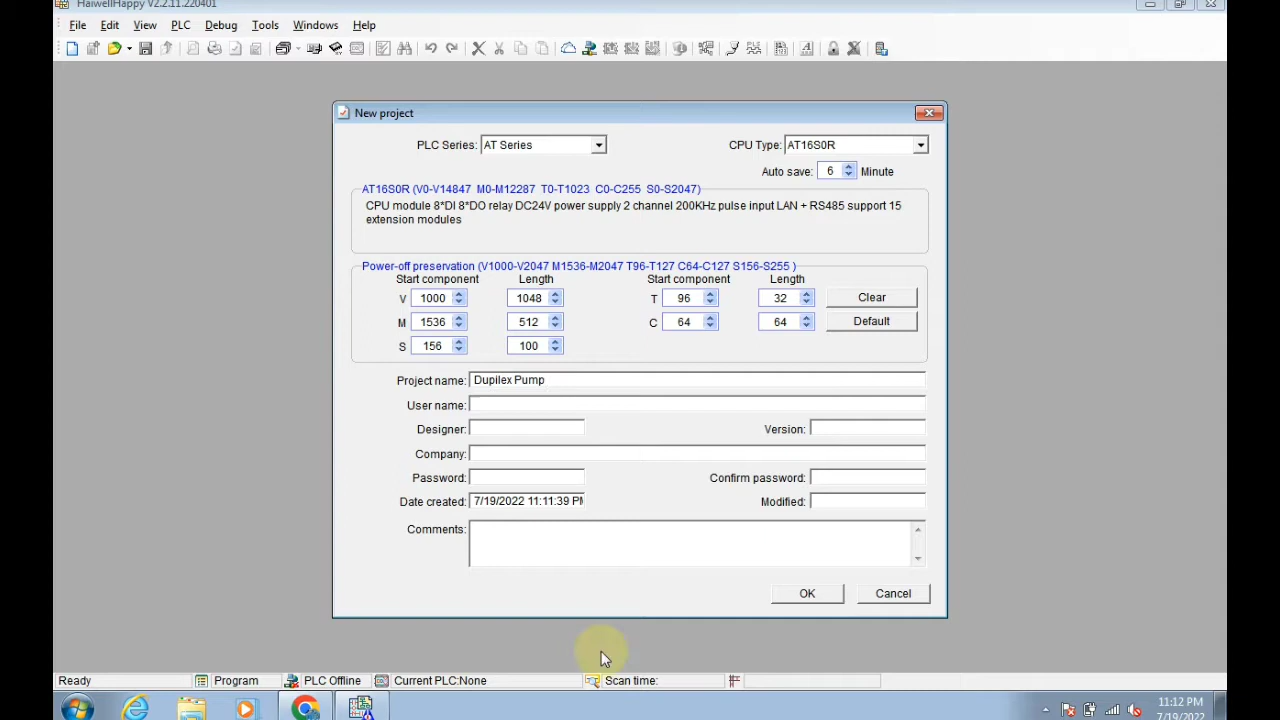 HaiwellHappy V2.2.11.220401
File Edit View PLC Debug Tools Windows Help
New project
PLC Series: AT Series CPU Type: AT16S0R
Auto save: 6 Minute
AT16S0R (V0-V14847 M0-M12287 T0-T1023 C0-C255 S0-S2047)
CPU module 8*DI 8*DO relay DC24V power supply 2 channel 200KHz pulse input LAN + RS485 support 15
extension modules
Power-off preservation (V1000-V2047 M1536-M2047 T96-T127 C64-C127 S156-S255 )
Start component Length Start component Length
V 1000 1048 T 96 32 Clear
M 1536 512 C 64 64 Default
S 156 100
Project name: Dupilex Pump
User name:
Designer: Version:
Company:
Password: Confirm password:
Date created: 7/19/2022 11:11:39 PM Modified:
Comments:
OK Cancel
Ready Program PLC Offline Current PLC:None Scan time:
11:12 PM
7/19/2022